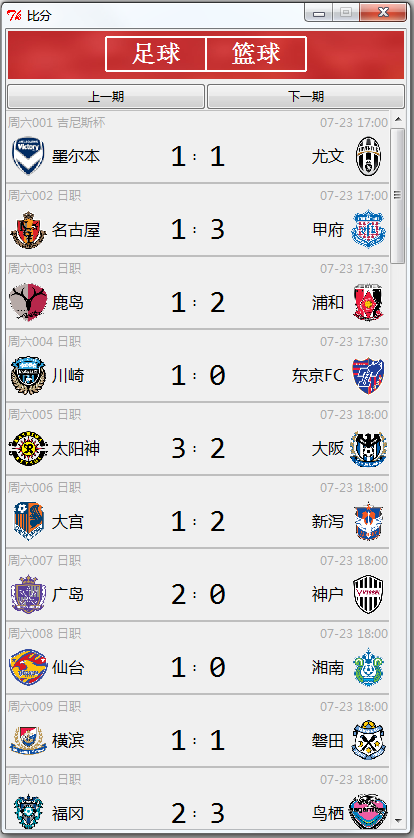 比分
足球 篮球
上一期 下一期
周六001 吉尼斯杯 07-23 17:00
墨尔本 1 : 1 尤文
周六002 日职 07-23 17:00
名古屋 1 : 3 甲府
周六003 日职 07-23 17:30
鹿岛 1 : 2 浦和
周六004 日职 07-23 17:30
川崎 1 : 0 东京FC
周六005 日职 07-23 18:00
太阳神 3 : 2 大阪
周六006 日职 07-23 18:00
大宫 1 : 2 新泻
周六007 日职 07-23 18:00
广岛 2 : 0 神户
周六008 日职 07-23 18:00
仙台 1 : 0 湘南
周六009 日职 07-23 18:00
横滨 1 : 1 磐田
周六010 日职 07-23 18:00
福冈 2 : 3 鸟栖